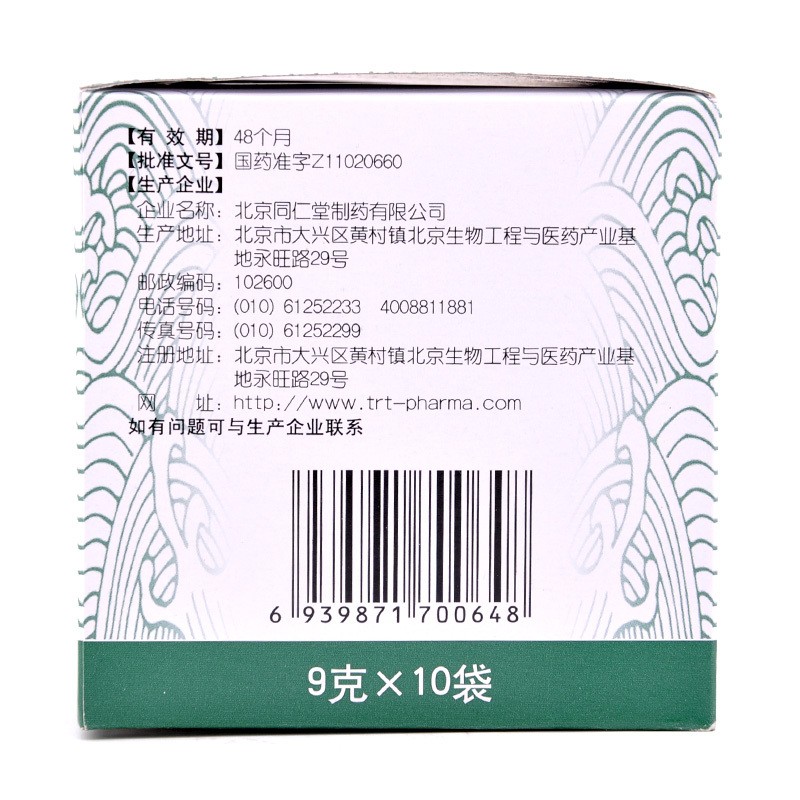 【有 效 期】48个月
【批准文号】国药准字Z11020660
【生产企业】
企业名称：北京同仁堂制药有限公司
生产地址：北京市大兴区黄村镇北京生物工程与医药产业基
地永旺路29号
邮政编码：102600
电话号码：(010) 61252233 4008811881
传真号码：(010) 61252299
注册地址：北京市大兴区黄村镇北京生物工程与医药产业基
地永旺路29号
网 址：http://www.trt-pharma.com
如有问题可与生产企业联系
6 939871 700648
9克×10袋